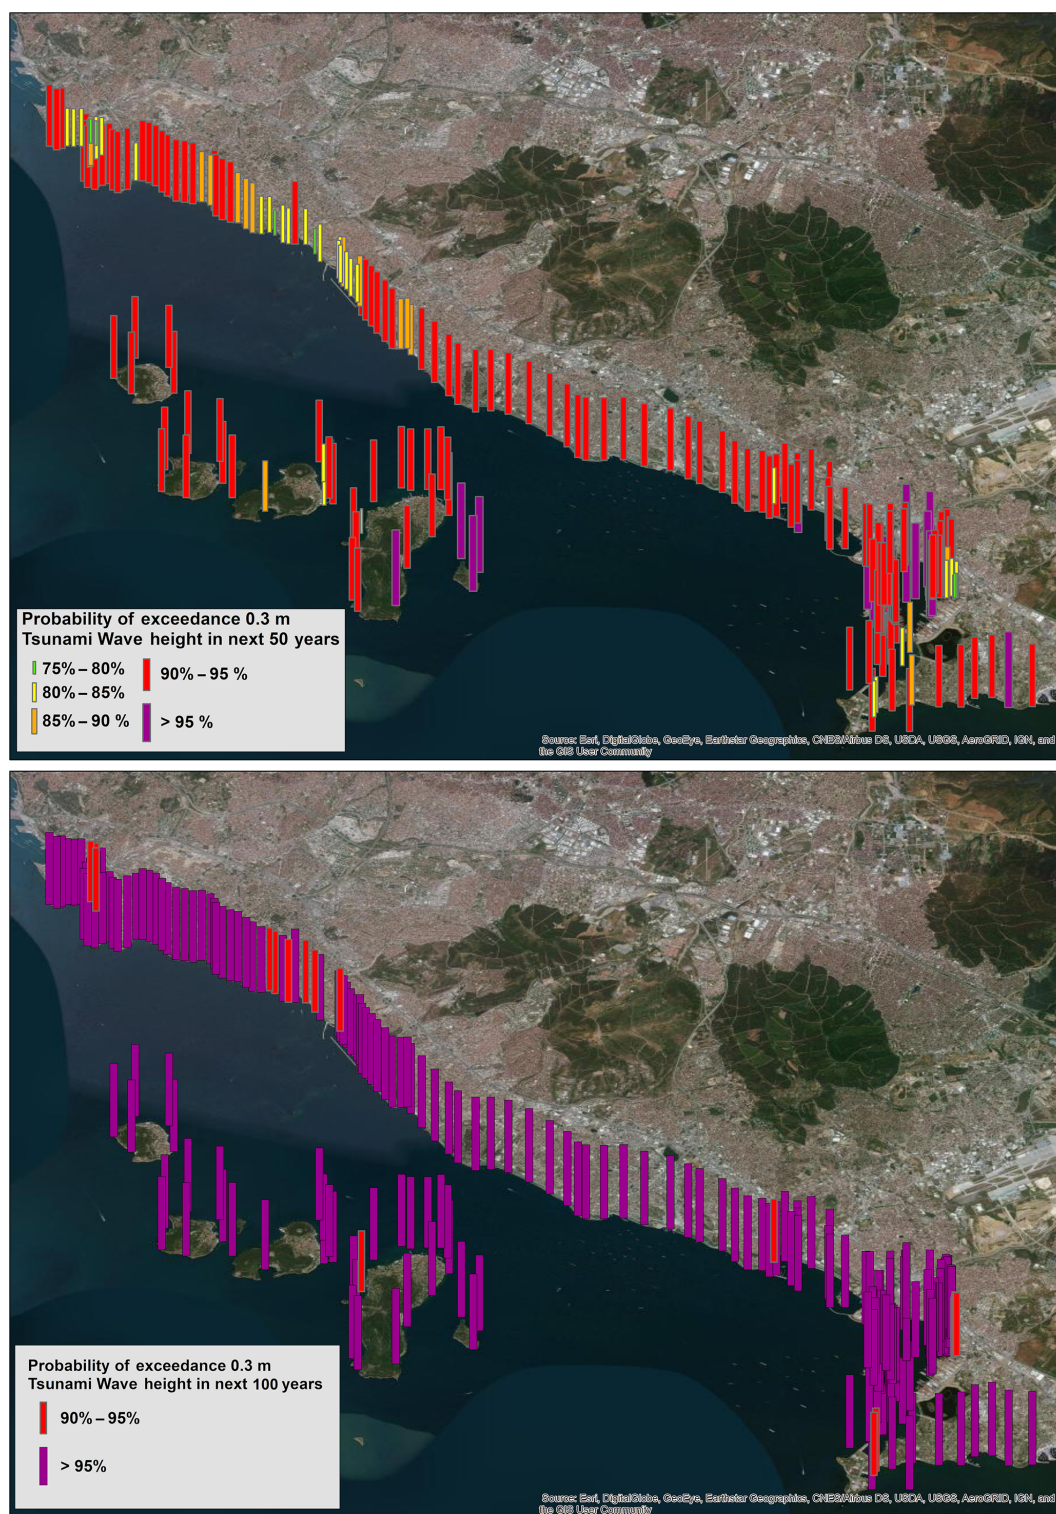 Probability of exceedance 0.3 m
Tsunami Wave height in next 50 years
75% – 80%
90% – 95 %
80% – 85%
85% – 90 %
> 95 %
Source: Esri, DigitalGlobe, GeoEye, Earthstar Geographics, CNES/Airbus DS, USDA, USGS, AeroGRID, IGN, and
the GIS User Community
Probability of exceedance 0.3 m
Tsunami Wave height in next 100 years
90% – 95%
> 95%
Source: Esri, DigitalGlobe, GeoEye, Earthstar Geographics, CNES/Airbus DS, USDA, USGS, AeroGRID, IGN, and
the GIS User Community